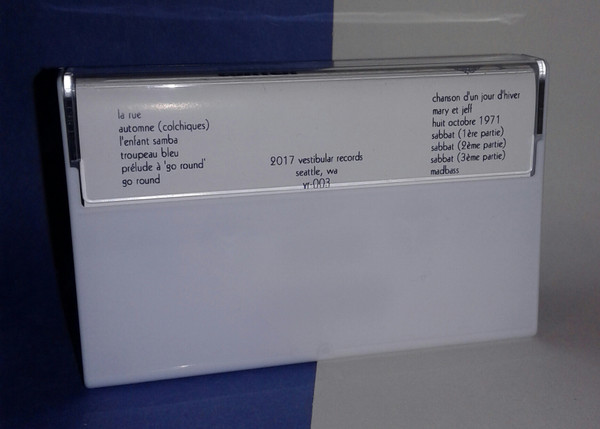 la rue
automne (colchiques)
l'enfant samba
troupeau bleu
prélude à 'go round'
go round
2017 vestibular records
seattle, wa
vr-003
chanson d'un jour d'hiver
mary et jeff
huit octobre 1971
sabbat (1ère partie)
sabbat (2ème partie)
sabbat (3ème partie)
madbass